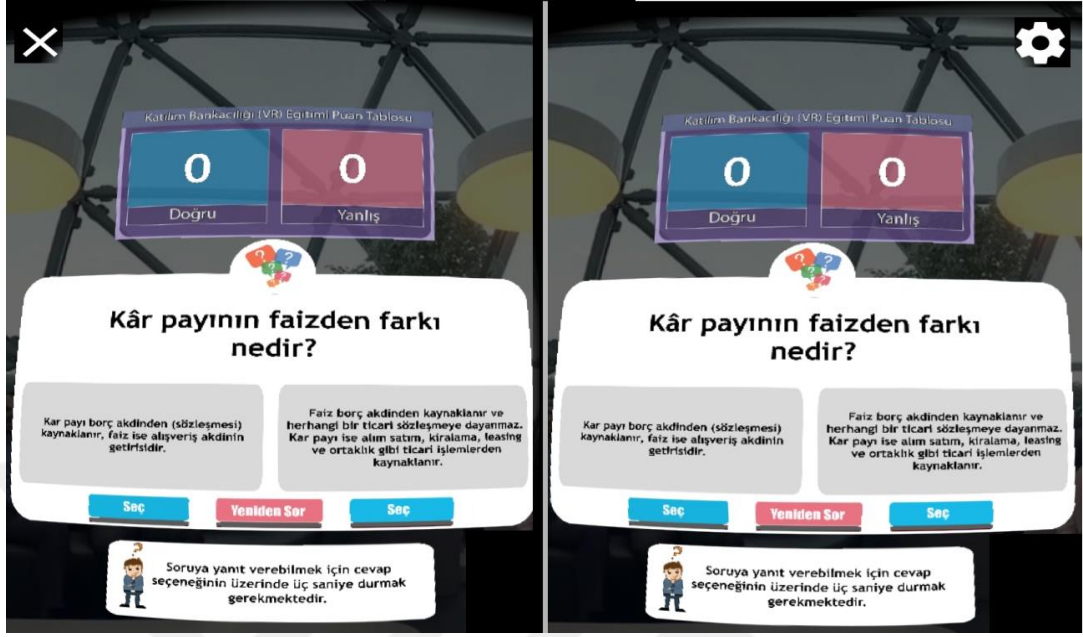 Katılım Bankacılığı (VR) Eğitimi Puan Tablosu
0
0
Doğru
Yanlış
Kâr payının faizden farkı
nedir?
Kar payı borç akdinden (sözleşmesi)
kaynaklanır, faiz ise alışveriş akdinin
getirisidir.
Faiz borç akdinden kaynaklanır ve
herhangi bir ticari sözleşmeye dayanmaz.
Kar payı ise alım satım, kiralama, leasing
ve ortaklık gibi ticari işlemlerden
kaynaklanır.
Seç
Yeniden Sor
Seç
Soruya yanıt verebilmek için cevap
seçeneğinin üzerinde üç saniye durmak
gerekmektedir.
Katılım Bankacılığı (VR) Eğitimi Puan Tablosu
0
0
Doğru
Yanlış
Kâr payının faizden farkı
nedir?
Kar payı borç akdinden (sözleşmesi)
kaynaklanır, faiz ise alışveriş akdinin
getirisidir.
Faiz borç akdinden kaynaklanır ve
herhangi bir ticari sözleşmeye dayanmaz.
Kar payı ise alım satım, kiralama, leasing
ve ortaklık gibi ticari işlemlerden
kaynaklanır.
Seç
Yeniden Sor
Seç
Soruya yanıt verebilmek için cevap
seçeneğinin üzerinde üç saniye durmak
gerekmektedir.